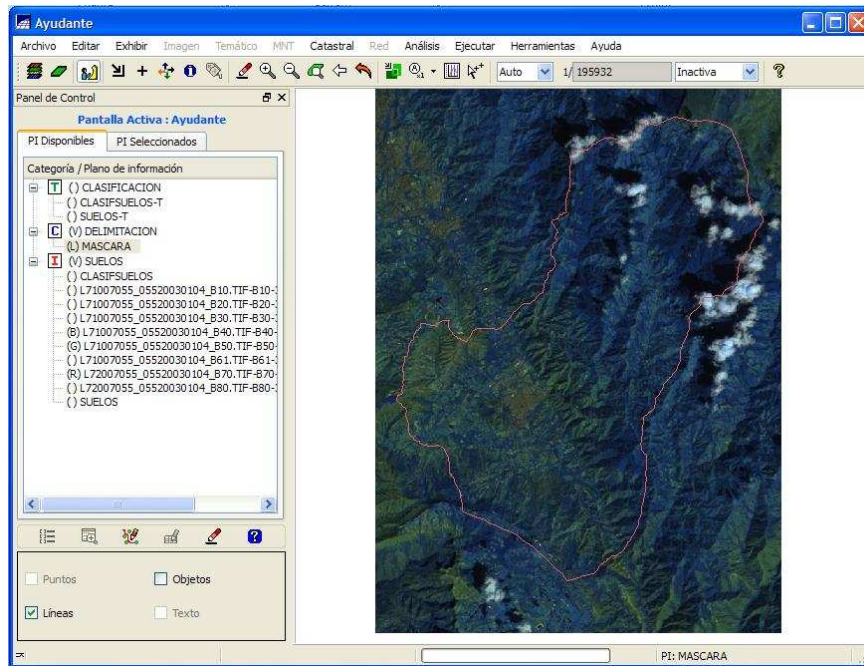 Ayudante
Archivo Editar Exhibir Imagen Temático MNT Catastral Red Análisis Ejecutar Herramientas Ayuda
Auto 1/ 195932 Inactiva
Panel de Control
Pantalla Activa : Ayudante
PI Disponibles PI Seleccionados
Categoría / Plano de información
T () CLASIFICACION
() CLASIFSUELOS-T
() SUELOS-T
C (V) DELIMITACION
(L) MASCARA
I (V) SUELOS
() CLASIFSUELOS
() L71007055_05520030104_B10.TIF-B10-
() L71007055_05520030104_B20.TIF-B20-
() L71007055_05520030104_B30.TIF-B30-
(B) L71007055_05520030104_B40.TIF-B40-
(G) L71007055_05520030104_B50.TIF-B50-
() L71007055_05520030104_B61.TIF-B61-
(R) L72007055_05520030104_B70.TIF-B70-
() L72007055_05520030104_B80.TIF-B80-
() SUELOS
Puntos Objetos
Líneas Texto
PI: MASCARA